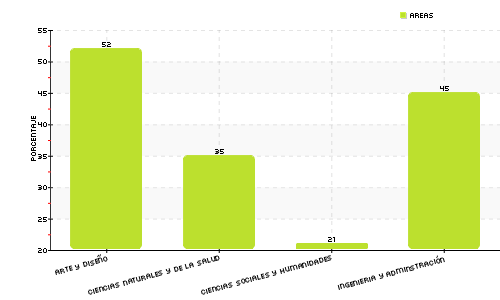 AREAS
PORCENTAJE
55
50
45
40
35
30
25
20
52
35
21
45
ARTE Y DISEÑO
CIENCIAS NATURALES Y DE LA SALUD
CIENCIAS SOCIALES Y HUMANIDADES
INGENIERIA Y ADMINSTRACIÓN